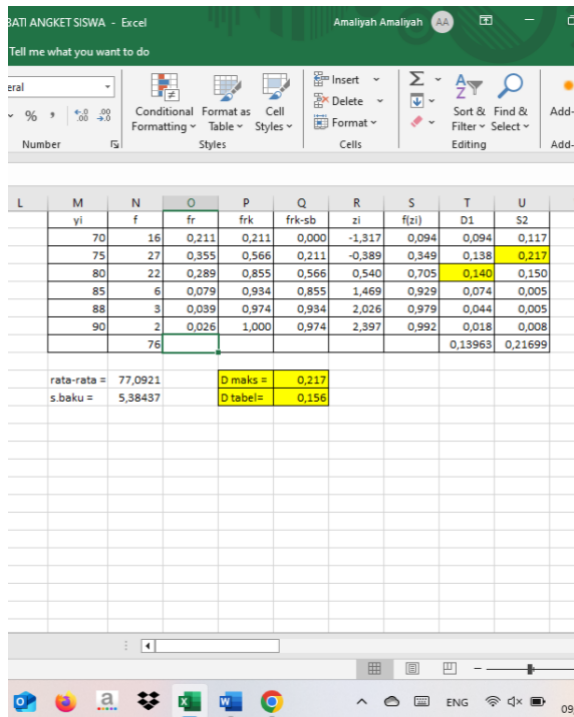 BATI ANGKET SISWA - Excel Amaliyah Amaliyah AA
Tell me what you want to do
Insert
Delete
Format
Conditional Formatting
Format as Table
Cell Styles
Sort & Filter
Find & Select
Add-
Number Styles Cells Editing Add-
L M N O P Q R S T U
yi f fr frk frk-sb zi f(zi) D1 S2
70 16 0,211 0,211 0,000 -1,317 0,094 0,094 0,117
75 27 0,355 0,566 0,211 -0,389 0,349 0,138 0,217
80 22 0,289 0,855 0,566 0,540 0,705 0,140 0,150
85 6 0,079 0,934 0,855 1,469 0,929 0,074 0,005
88 3 0,039 0,974 0,934 2,026 0,979 0,044 0,005
90 2 0,026 1,000 0,974 2,397 0,992 0,018 0,008
76 0,13963 0,21699
rata-rata = 77,0921 D maks = 0,217
s.baku = 5,38437 D tabel= 0,156
ENG 09